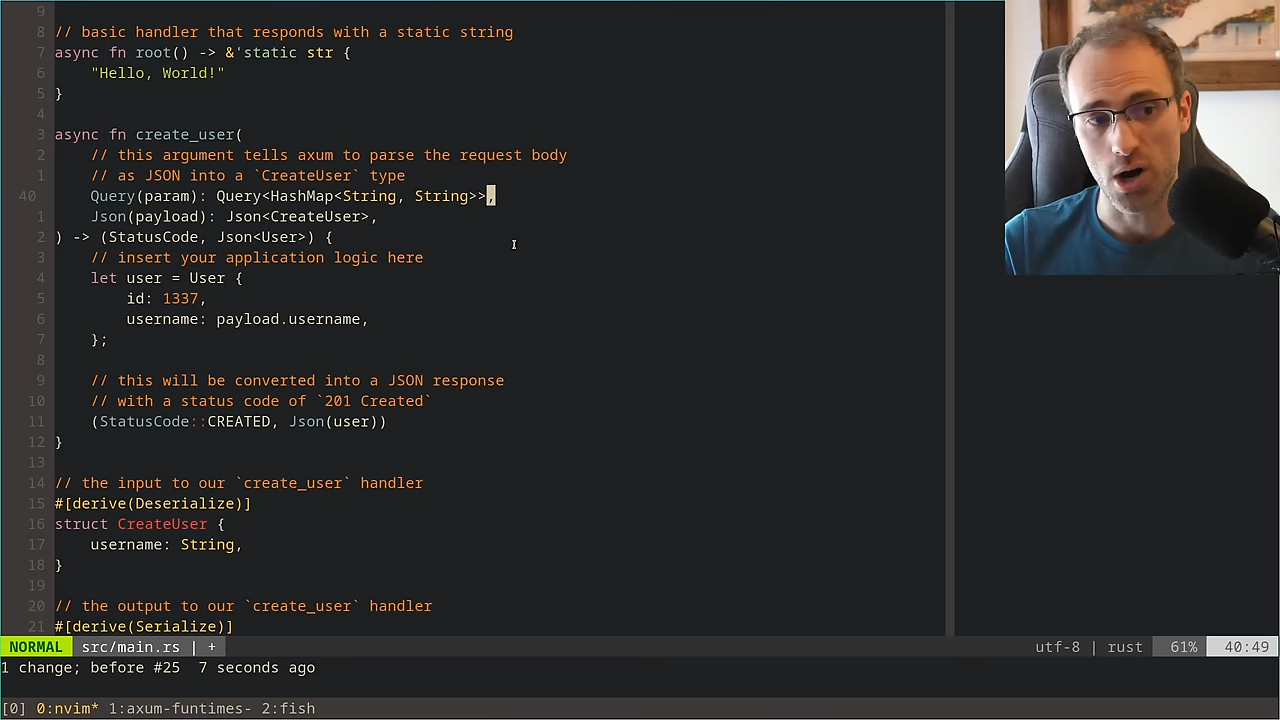 9
8 // basic handler that responds with a static string
7 async fn root() -> &'static str {
6     "Hello, World!"
5 }
4
3 async fn create_user(
2     // this argument tells axum to parse the request body
1     // as JSON into a `CreateUser` type
40     Query(param): Query<HashMap<String, String>>,
1     Json(payload): Json<CreateUser>,
2 ) -> (StatusCode, Json<User>) {
3     // insert your application logic here
4     let user = User {
5         id: 1337,
6         username: payload.username,
7     };
8
9     // this will be converted into a JSON response
10     // with a status code of `201 Created`
11     (StatusCode::CREATED, Json(user))
12 }
13
14 // the input to our `create_user` handler
15 #[derive(Deserialize)]
16 struct CreateUser {
17     username: String,
18 }
19
20 // the output to our `create_user` handler
21 #[derive(Serialize)]
NORMAL src/main.rs | + utf-8 | rust 61% 40:49
1 change; before #25  7 seconds ago
[0] 0:nvim* 1:axum-funtimes- 2:fish